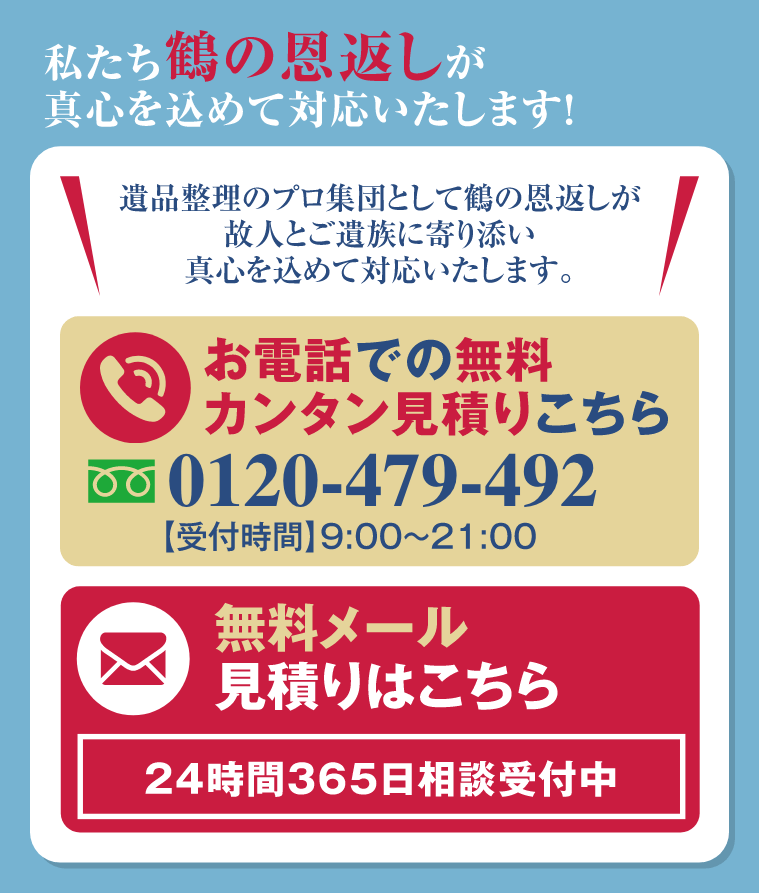 私たち鶴の恩返しが
真心を込めて対応いたします!
遺品整理のプロ集団として鶴の恩返しが
故人とご遺族に寄り添い
真心を込めて対応いたします。
お電話での無料
カンタン見積りこちら
0120-479-492
【受付時間】9:00〜21:00
無料メール
見積りはこちら
24時間365日相談受付中